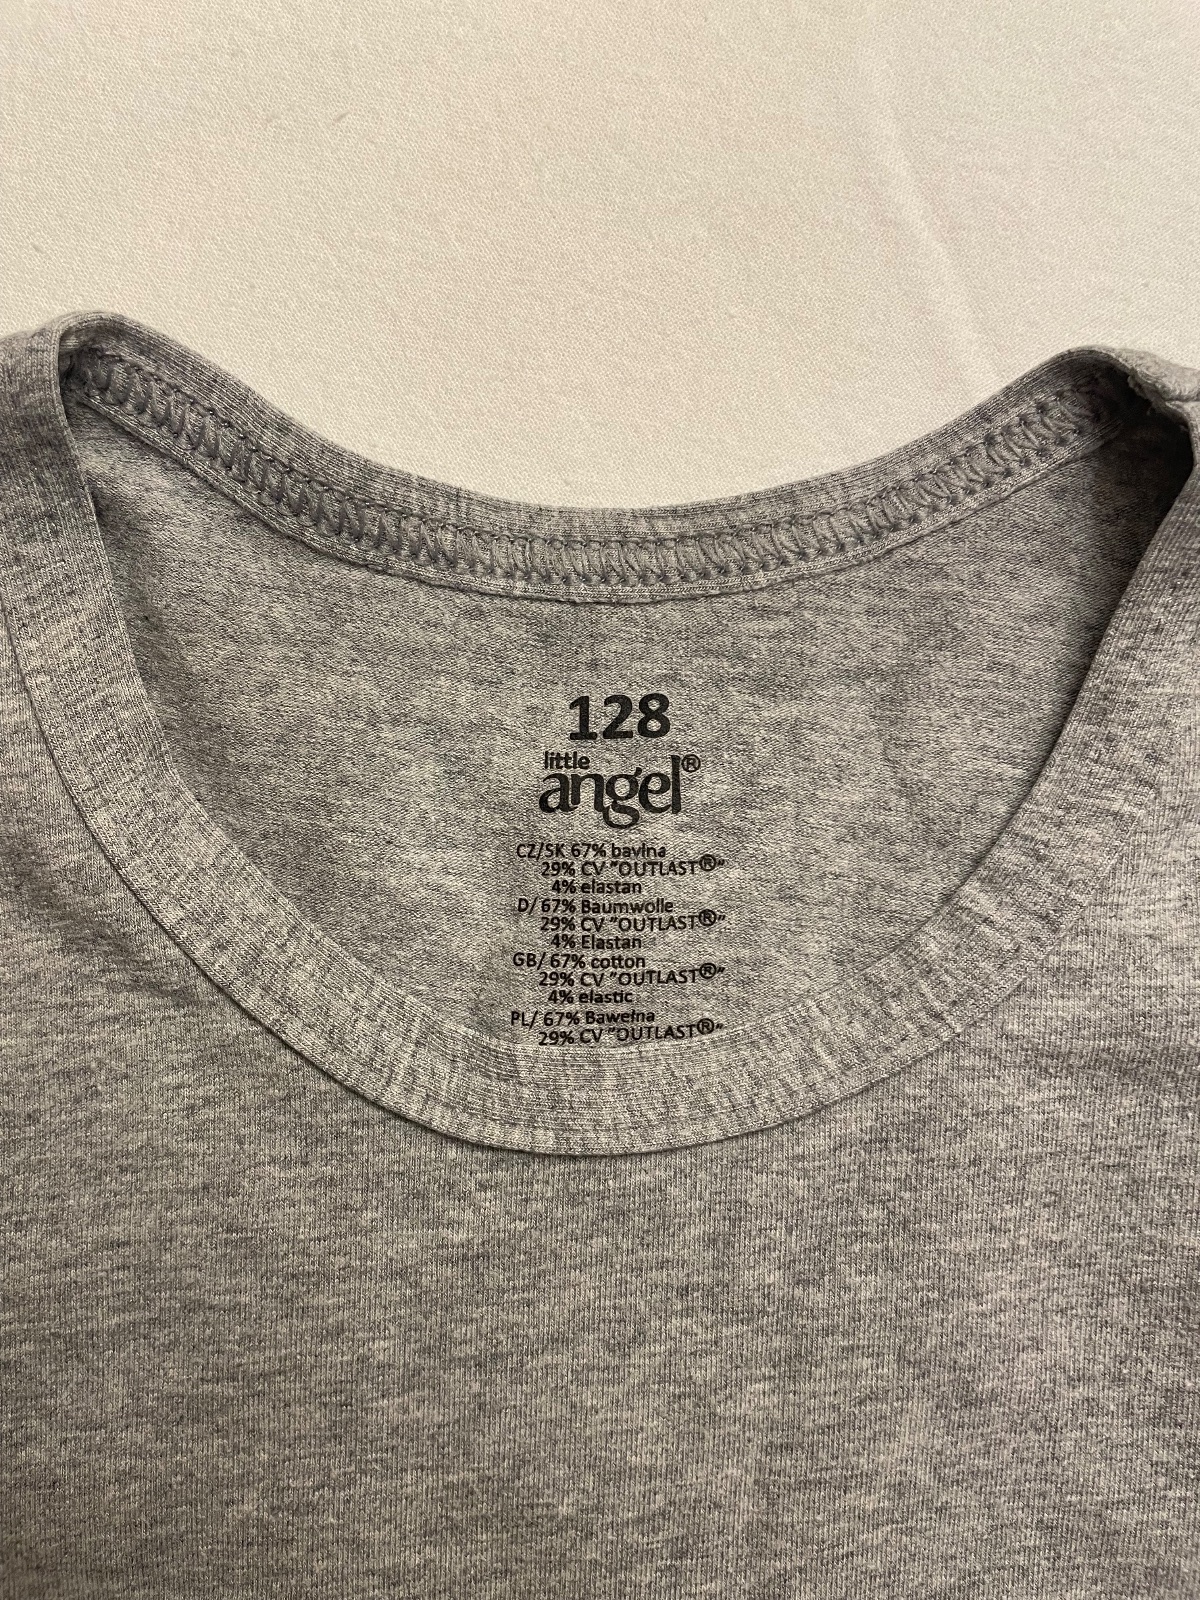 128
little
angel®
CZ/SK 67% bavlna
29% CV "OUTLAST®"
4% elastan
D/ 67% Baumwolle
29% CV "OUTLAST®"
4% Elastan
GB/ 67% cotton
29% CV "OUTLAST®"
4% elastic
PL/ 67% Bawełna
29% CV "OUTLAST®"